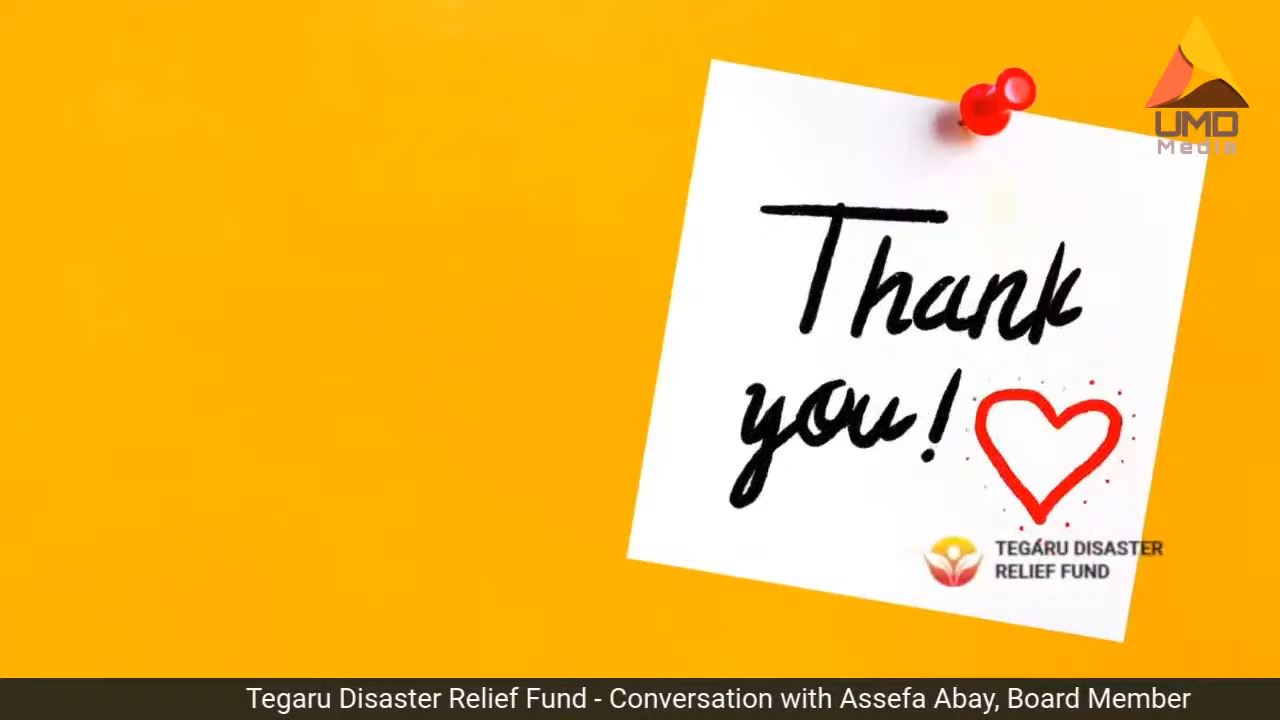 UMD
Media
Thank
you!
TEGARU DISASTER
RELIEF FUND
Tegaru Disaster Relief Fund - Conversation with Assefa Abay, Board Member